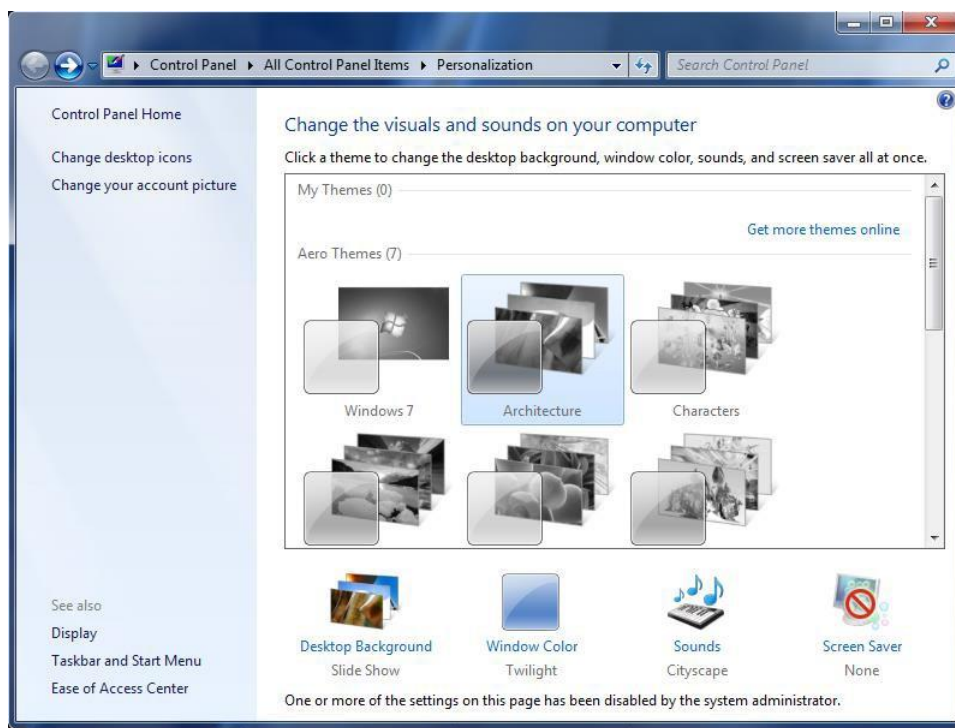 Control Panel ▸ All Control Panel Items ▸ Personalization
Search Control Panel
Control Panel Home
Change desktop icons
Change your account picture
Change the visuals and sounds on your computer
Click a theme to change the desktop background, window color, sounds, and screen saver all at once.
My Themes (0)
Get more themes online
Aero Themes (7)
Windows 7
Architecture
Characters
See also
Display
Taskbar and Start Menu
Ease of Access Center
Desktop Background
Slide Show
Window Color
Twilight
Sounds
Cityscape
Screen Saver
None
One or more of the settings on this page has been disabled by the system administrator.